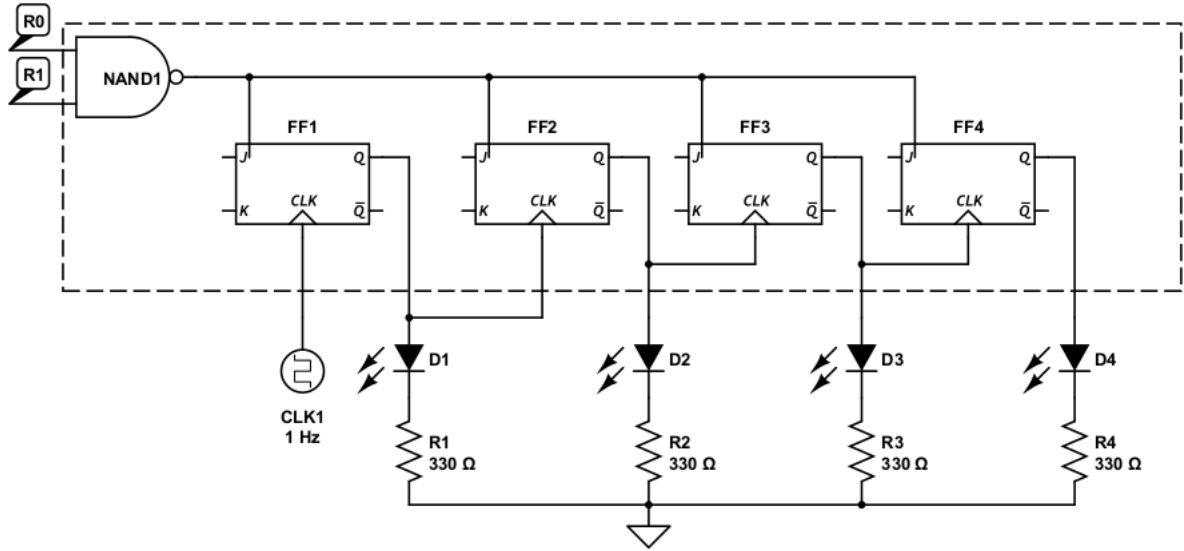 R0
R1
NAND1
FF1
FF2
FF3
FF4
J
Q
J
Q
J
Q
J
Q
CLK
CLK
CLK
CLK
K
Q̅
K
Q̅
K
Q̅
K
Q̅
D1
D2
D3
D4
CLK1
1 Hz
R1
330 Ω
R2
330 Ω
R3
330 Ω
R4
330 Ω